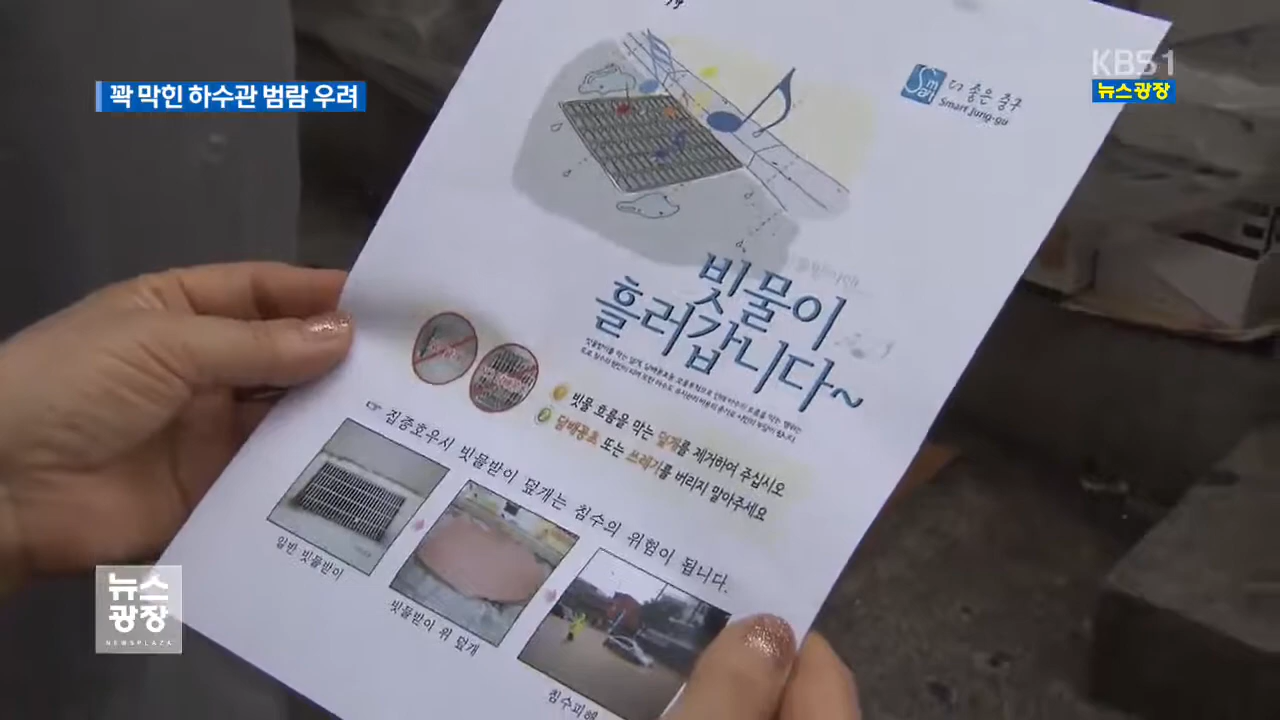 꽉 막힌 하수관 범람 우려
KBS 1
뉴스광장
Smart
더 좋은 중구
Smart Jung-gu
빗물이
흘러갑니다~
1 빗물 흐름을 막는 덮개를 제거하여 주십시오
2 담배꽁초 또는 쓰레기를 버리지 말아주세요
☞ 집중호우시 빗물받이 덮개는 침수의 위험이 됩니다.
일반 빗물받이
빗물받이 위 덮개
침수피해
뉴스
광장
NEWSPLAZA